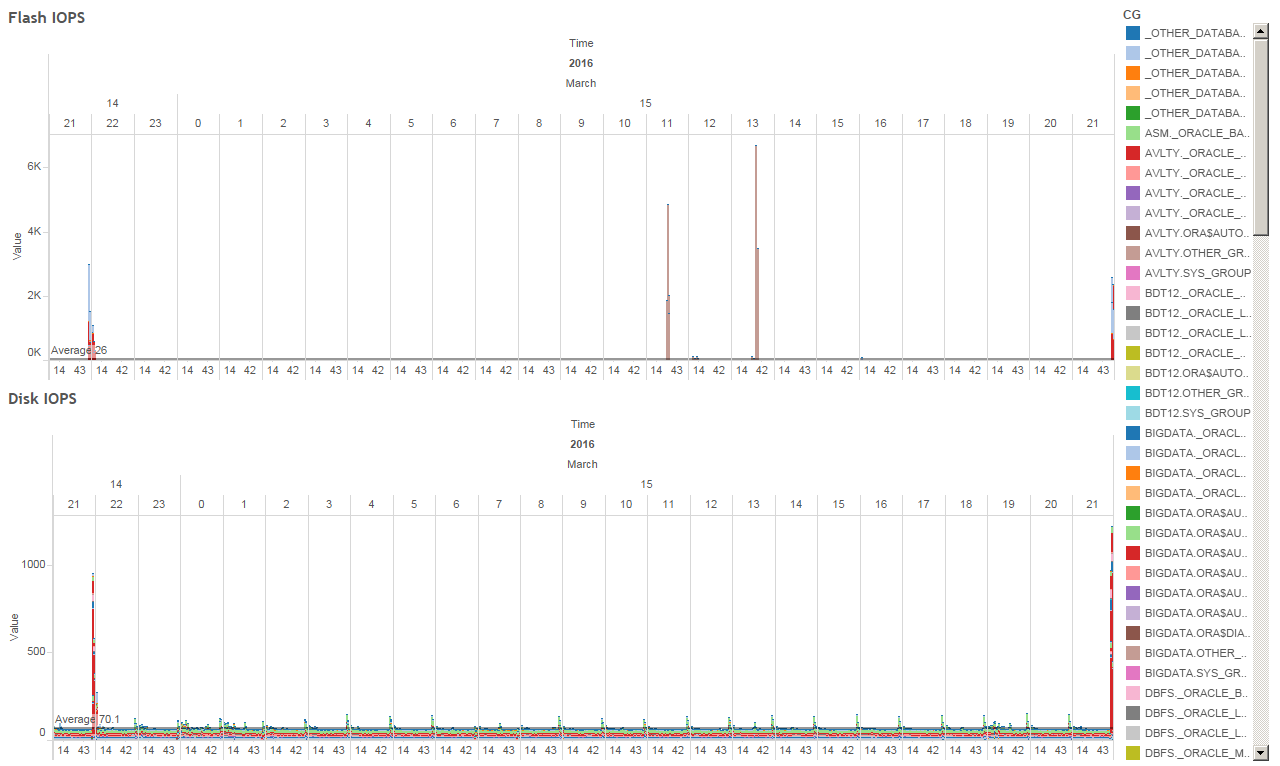 Flash IOPS
Time
2016
March
14 15
21 22 23 0 1 2 3 4 5 6 7 8 9 10 11 12 13 14 15 16 17 18 19 20 21
6K
4K
Value
2K
0K
Average 26
14 43 14 42 14 43 14 42 14 43 14 42 14 43 14 42 14 43 14 42 14 43 14 42 14 43 14 42 14 43 14 42 14 42 14 43 14 42 14 43 14 42 14 43 14 42 14 42 14 43
Disk IOPS
Time
2016
March
14 15
21 22 23 0 1 2 3 4 5 6 7 8 9 10 11 12 13 14 15 16 17 18 19 20 21
1000
Value
500
0
Average 70.1
14 43 14 42 14 43 14 42 14 43 14 42 14 43 14 42 14 43 14 42 14 43 14 42 14 43 14 42 14 43 14 42 14 42 14 43 14 42 14 43 14 42 14 43 14 42 14 42 14 43
CG
_OTHER_DATABA..
_OTHER_DATABA..
_OTHER_DATABA..
_OTHER_DATABA..
_OTHER_DATABA..
ASM._ORACLE_BA..
AVLTY._ORACLE_..
AVLTY._ORACLE_..
AVLTY._ORACLE_..
AVLTY._ORACLE_..
AVLTY.ORA$AUTO..
AVLTY.OTHER_GR..
AVLTY.SYS_GROUP
BDT12._ORACLE_..
BDT12._ORACLE_L..
BDT12._ORACLE_L..
BDT12._ORACLE_..
BDT12.ORA$AUTO..
BDT12.OTHER_GR..
BDT12.SYS_GROUP
BIGDATA._ORACL..
BIGDATA._ORACL..
BIGDATA._ORACL..
BIGDATA._ORACL..
BIGDATA.ORA$AU..
BIGDATA.ORA$AU..
BIGDATA.ORA$AU..
BIGDATA.ORA$AU..
BIGDATA.ORA$AU..
BIGDATA.ORA$AU..
BIGDATA.ORA$DIA..
BIGDATA.OTHER_..
BIGDATA.SYS_GR..
DBFS._ORACLE_B..
DBFS._ORACLE_L..
DBFS._ORACLE_L..
DBFS._ORACLE_M..